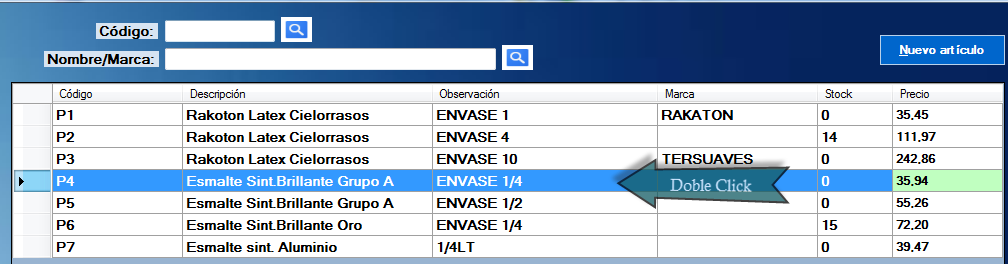 Código:
Nombre/Marca:
Nuevo artículo
Código Descripción Observación Marca Stock Precio
P1 Rakoton Latex Cielorrasos ENVASE 1 RAKATON 0 35,45
P2 Rakoton Latex Cielorrasos ENVASE 4 14 111,97
P3 Rakoton Latex Cielorrasos ENVASE 10 TERSUAVES 0 242,86
P4 Esmalte Sint.Brillante Grupo A ENVASE 1/4 Doble Click 0 35,94
P5 Esmalte Sint.Brillante Grupo A ENVASE 1/2 0 55,26
P6 Esmalte Sint.Brillante Oro ENVASE 1/4 15 72,20
P7 Esmalte sint. Aluminio 1/4LT 0 39,47